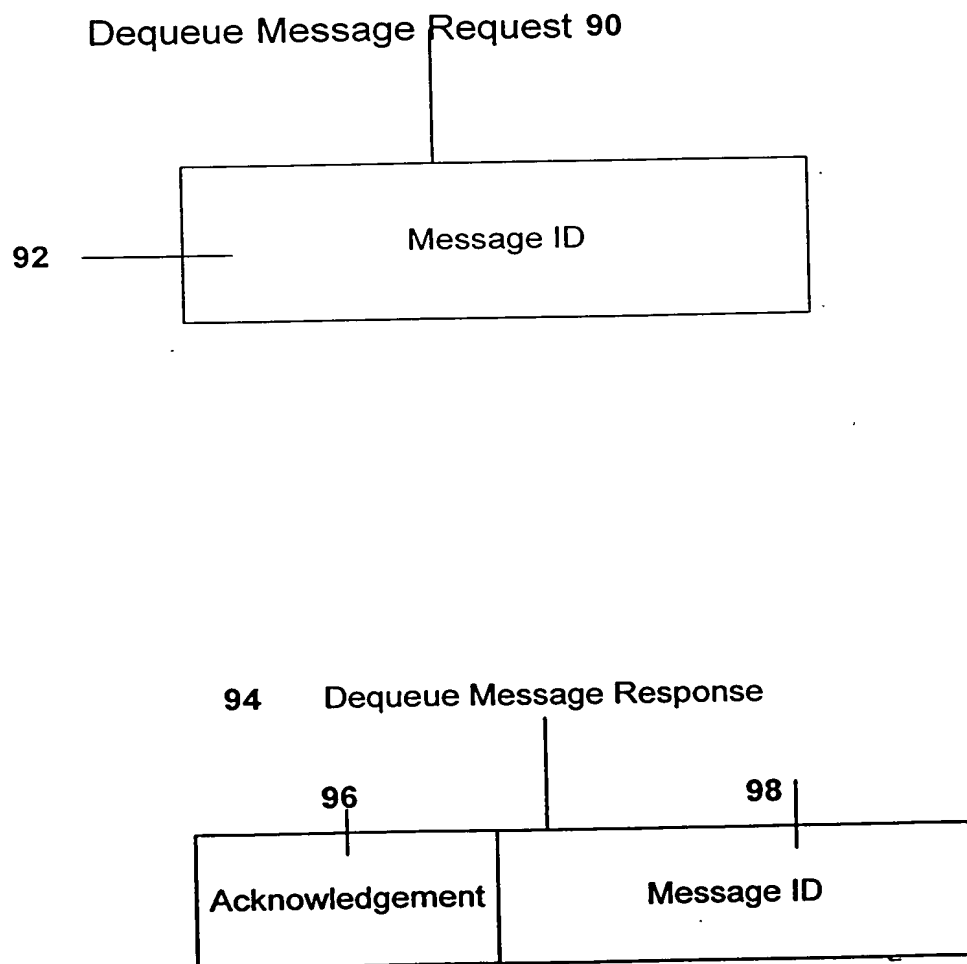 Dequeue Message Request 90
92
Message ID
94 Dequeue Message Response
96
98
Acknowledgement
Message ID